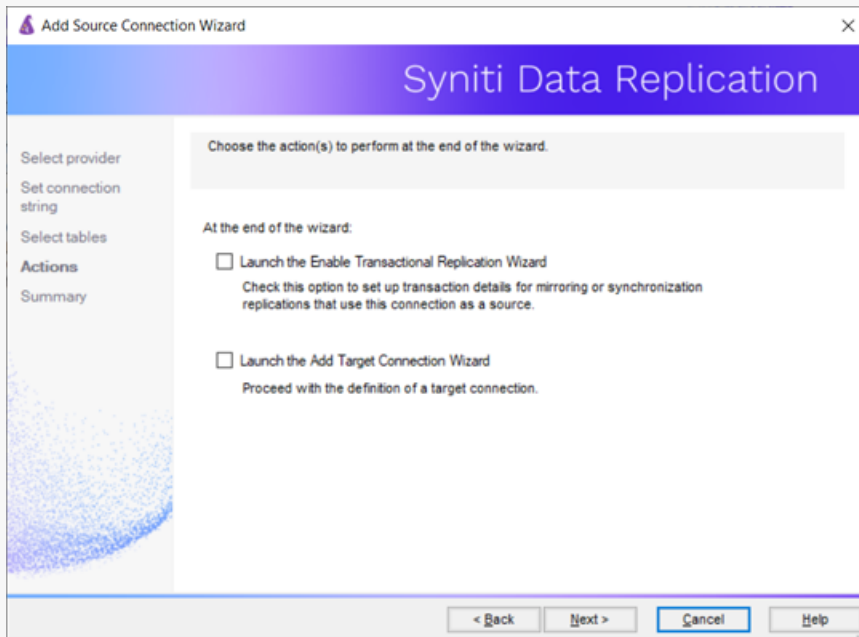 Add Source Connection Wizard
Syniti Data Replication
Select provider
Set connection
string
Select tables
Actions
Summary
Choose the action(s) to perform at the end of the wizard.
At the end of the wizard:
Launch the Enable Transactional Replication Wizard
Check this option to set up transaction details for mirroring or synchronization
replications that use this connection as a source.
Launch the Add Target Connection Wizard
Proceed with the definition of a target connection.
< Back
Next >
Cancel
Help